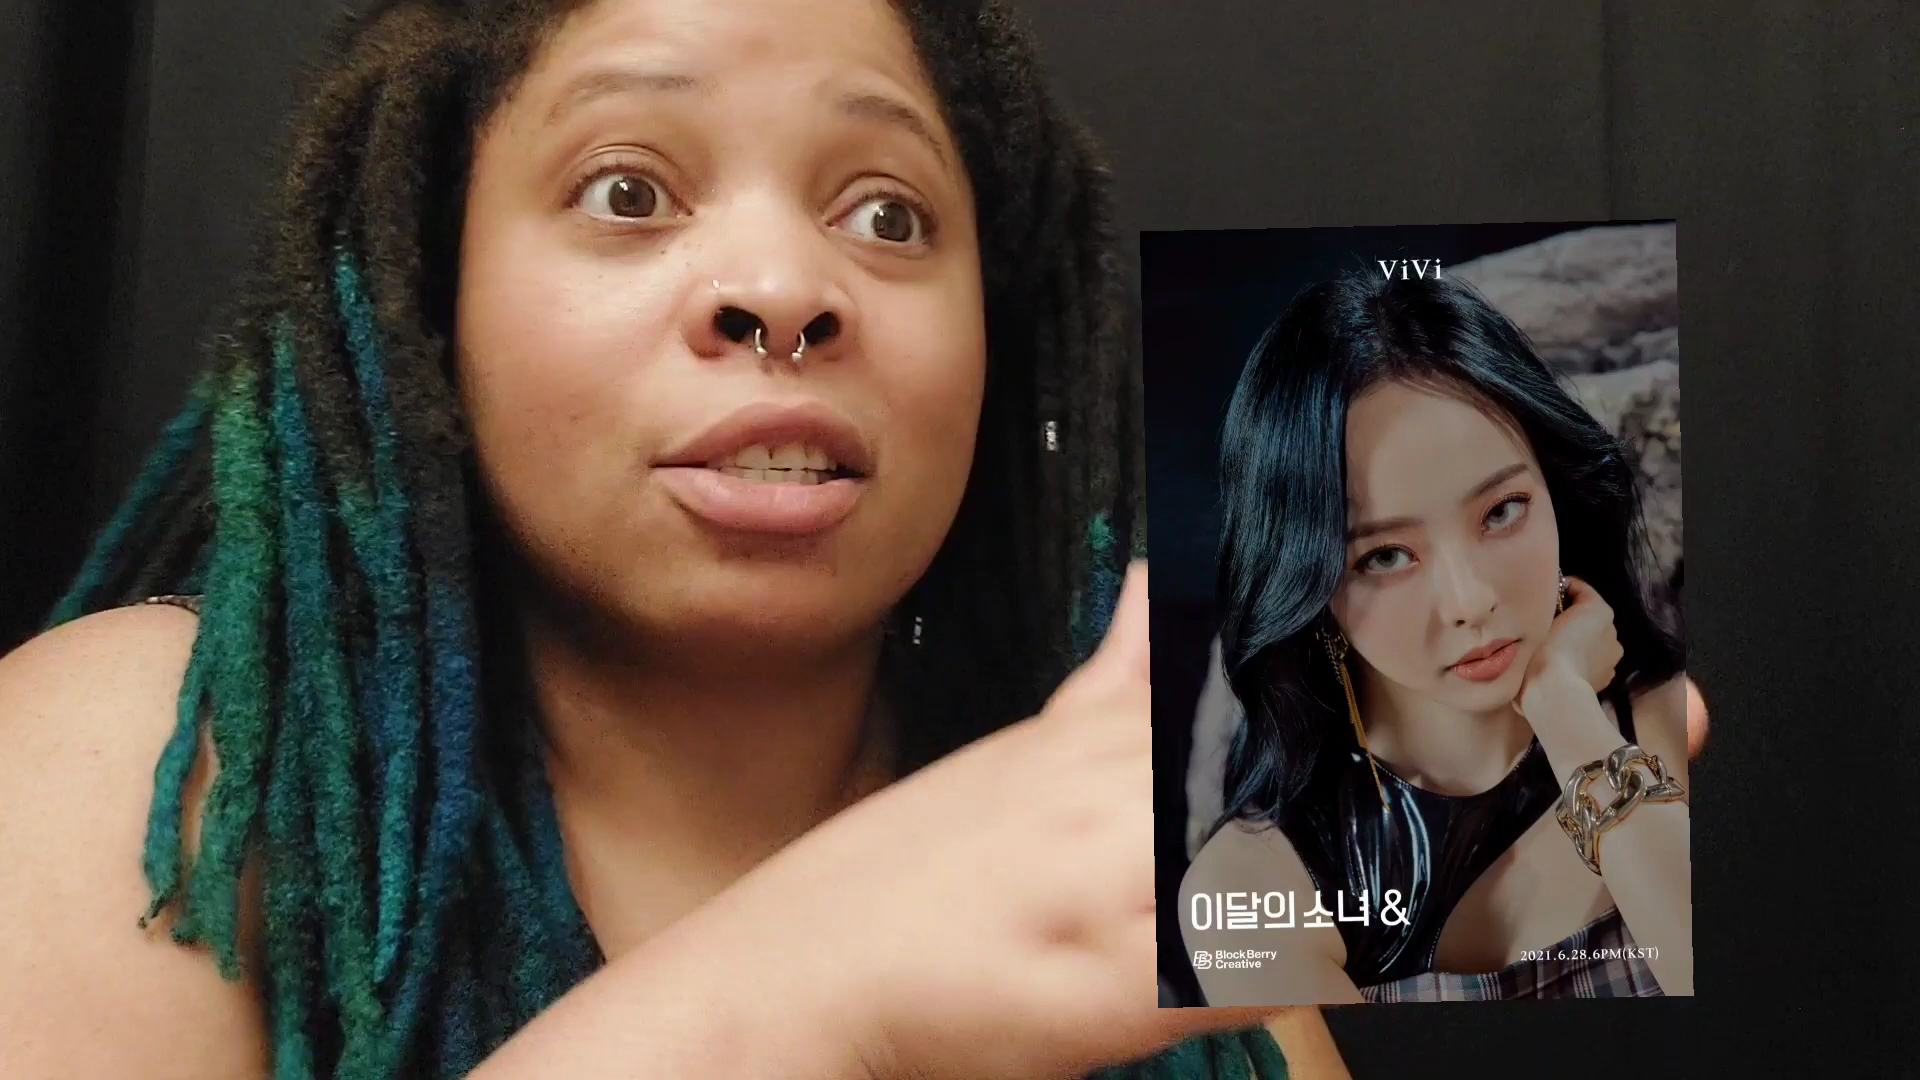 ViVi
이달의 소녀 &
BlockBerry
Creative
2021.6.28.6PM(KST)